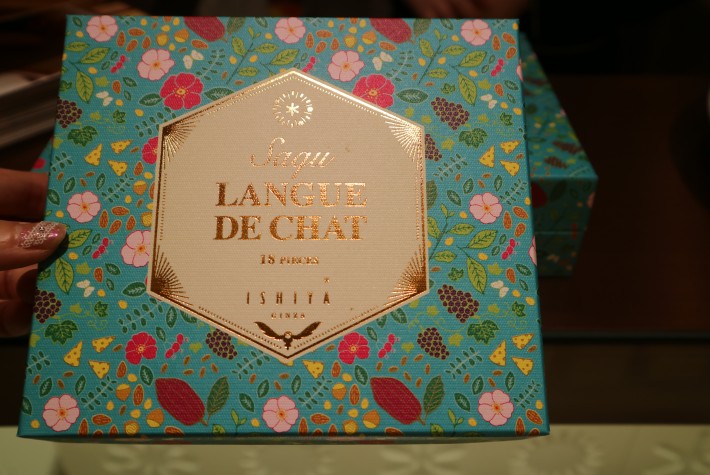 Saqu
LANGUE
DE CHAT
18 PIECES
ISHIYA
GINZA